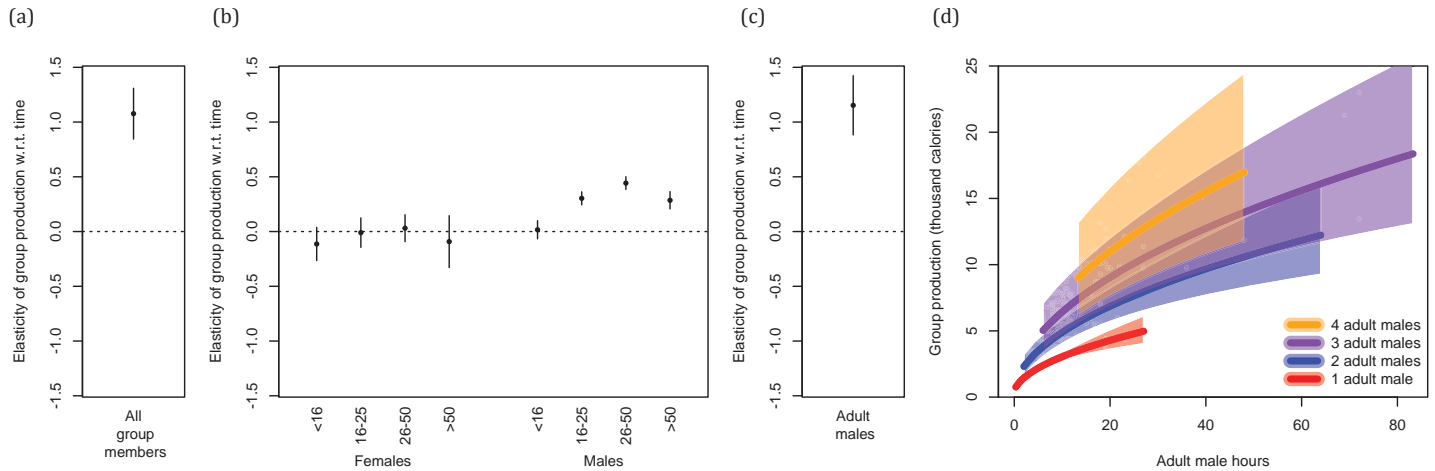 (a)
Elasticity of group production w.r.t. time
1.5
1.0
0.5
0.0
-0.5
-1.0
-1.5
All
group
members
(b)
Elasticity of group production w.r.t. time
1.5
1.0
0.5
0.0
-0.5
-1.0
-1.5
<16
16-25
26-50
>50
<16
16-25
26-50
>50
Females
Males
(c)
Elasticity of group production w.r.t. time
1.5
1.0
0.5
0.0
-0.5
-1.0
-1.5
Adult
males
(d)
Group production (thousand calories)
25
20
15
10
5
0
4 adult males
3 adult males
2 adult males
1 adult male
0 20 40 60 80
Adult male hours